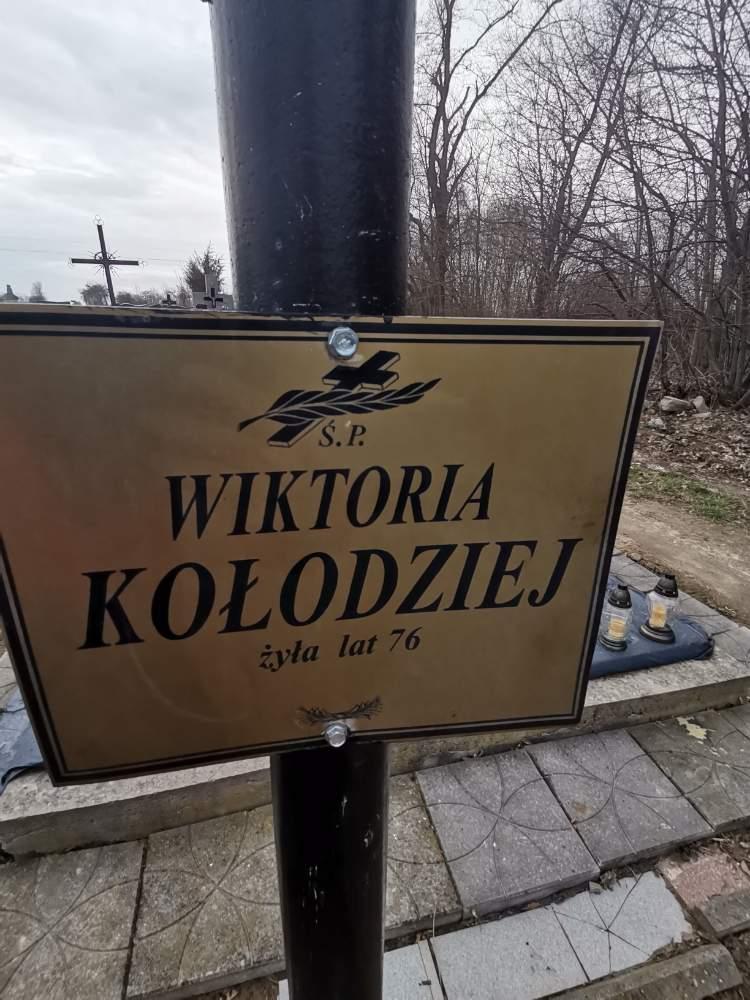 Ś.P.
WIKTORIA
KOŁODZIEJ
żyła lat 76